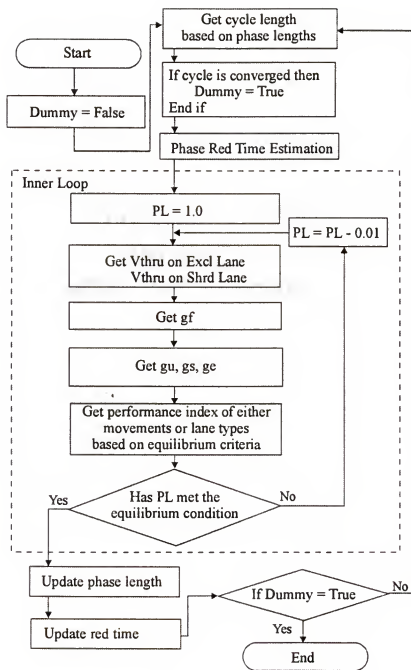 Start
Dummy = False
Get cycle length
based on phase lengths
If cycle is converged then
Dummy = True
End if
Phase Red Time Estimation
Inner Loop
PL = 1.0
PL = PL - 0.01
Get Vthru on Excl Lane
Vthru on Shrd Lane
Get gf
Get gu, gs, ge
Get performance index of either
movements or lane types
based on equilibrium criteria
Has PL met the
equilibrium condition
Yes
No
Update phase length
Update red time
If Dummy = True
No
Yes
End